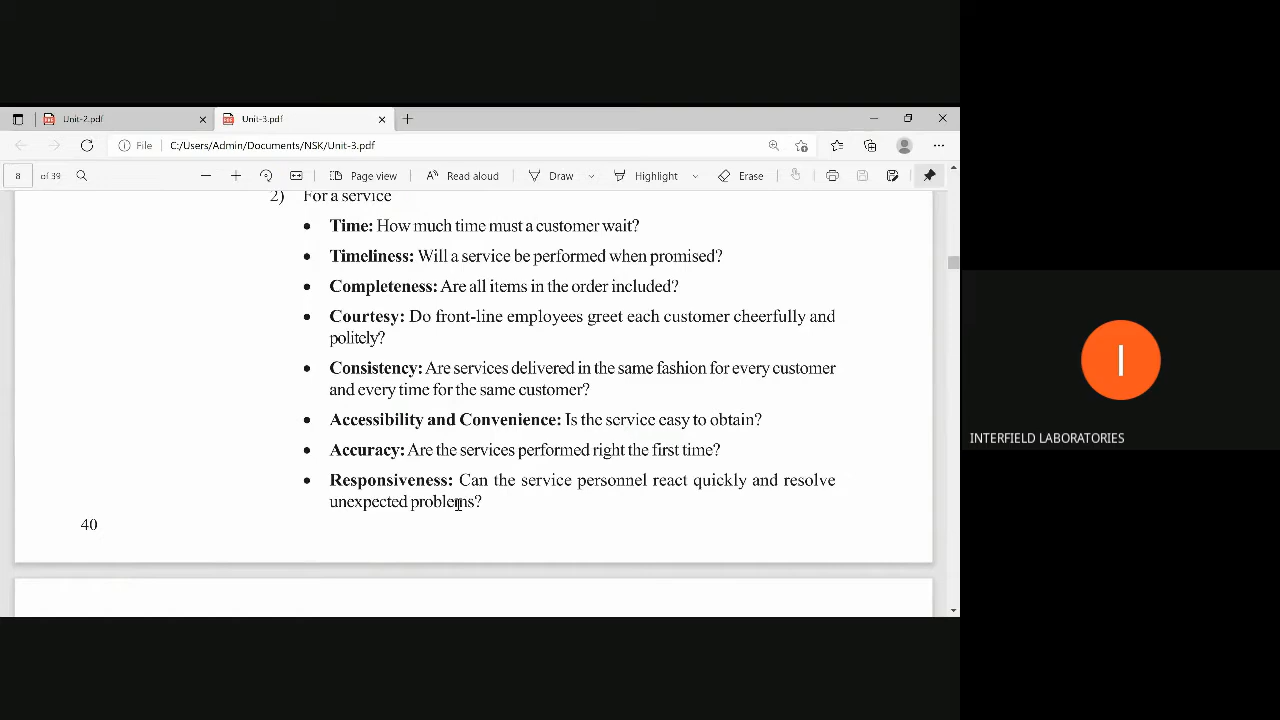 Unit-2.pdf
Unit-3.pdf
File
C:/Users/Admin/Documents/NSK/Unit-3.pdf
8 of 39
Page view
Read aloud
Draw
Highlight
Erase
2) For a service
• Time: How much time must a customer wait?
• Timeliness: Will a service be performed when promised?
• Completeness: Are all items in the order included?
• Courtesy: Do front-line employees greet each customer cheerfully and
politely?
• Consistency: Are services delivered in the same fashion for every customer
and every time for the same customer?
• Accessibility and Convenience: Is the service easy to obtain?
• Accuracy: Are the services performed right the first time?
• Responsiveness: Can the service personnel react quickly and resolve
unexpected problems?
40
I
INTERFIELD LABORATORIES